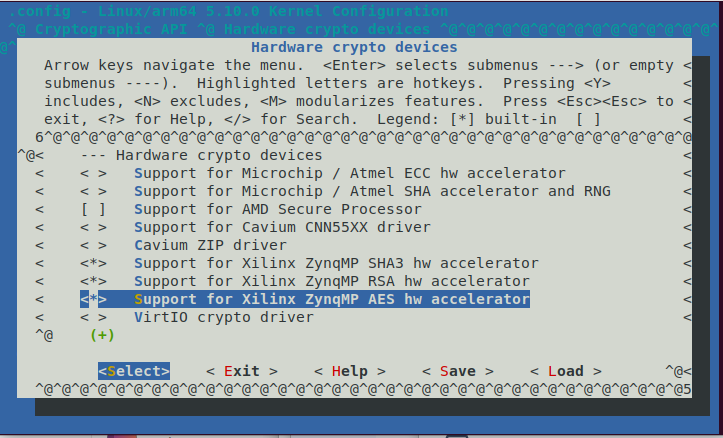 .config - Linux/arm64 5.10.0 Kernel Configuration
^@ Cryptographic API ^@ Hardware crypto devices ^@^@^@^@^@^@^@^@^@^@^@^@^@^@^@^
@^
Hardware crypto devices
Arrow keys navigate the menu.  <Enter> selects submenus ---> (or empty <
submenus ----).  Highlighted letters are hotkeys.  Pressing <Y> <
includes, <N> excludes, <M> modularizes features.  Press <Esc><Esc> to <
exit, <?> for Help, </> for Search.  Legend: [*] built-in  [ ] <
6^@^@^@^@^@^@^@^@^@^@^@^@^@^@^@^@^@^@^@^@^@^@^@^@^@^@^@^@^@^@^@^@^@^@^@^@
^@< --- Hardware crypto devices <
< < > Support for Microchip / Atmel ECC hw accelerator <
< < > Support for Microchip / Atmel SHA accelerator and RNG <
< [ ] Support for AMD Secure Processor <
< < > Support for Cavium CNN55XX driver <
< < > Cavium ZIP driver <
< <*> Support for Xilinx ZynqMP SHA3 hw accelerator <
< <*> Support for Xilinx ZynqMP RSA hw accelerator <
< <*> Support for Xilinx ZynqMP AES hw accelerator <
< < > VirtIO crypto driver <
^@ (+)
<Select> < Exit > < Help > < Save > < Load > ^@<
^@^@^@^@^@^@^@^@^@^@^@^@^@^@^@^@^@^@^@^@^@^@^@^@^@^@^@^@^@^@^@^@^@^@^@^@5